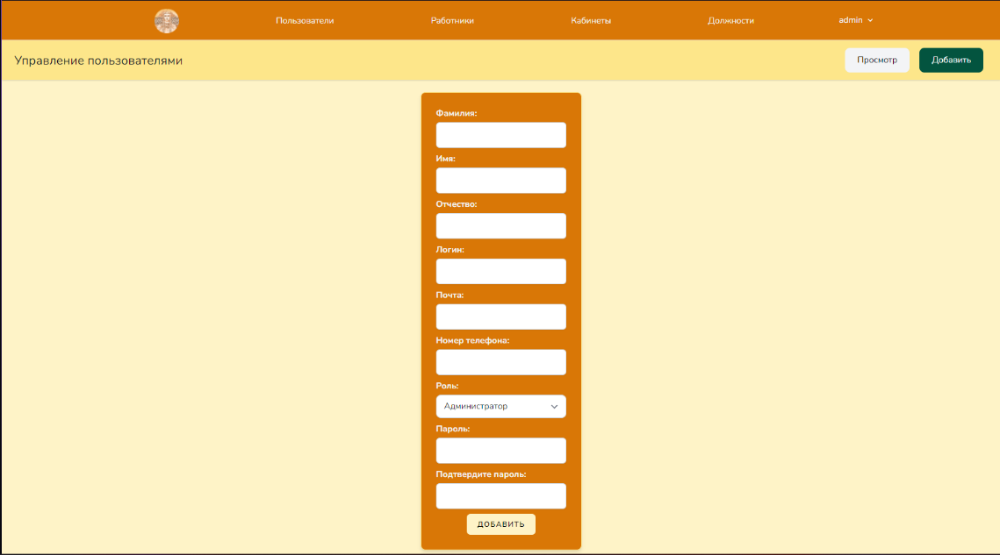 Пользователи Работники Кабинеты Должности admin
Управление пользователями Просмотр Добавить
Фамилия:
Имя:
Отчество:
Логин:
Почта:
Номер телефона:
Роль:
Администратор
Пароль:
Подтвердите пароль:
ДОБАВИТЬ